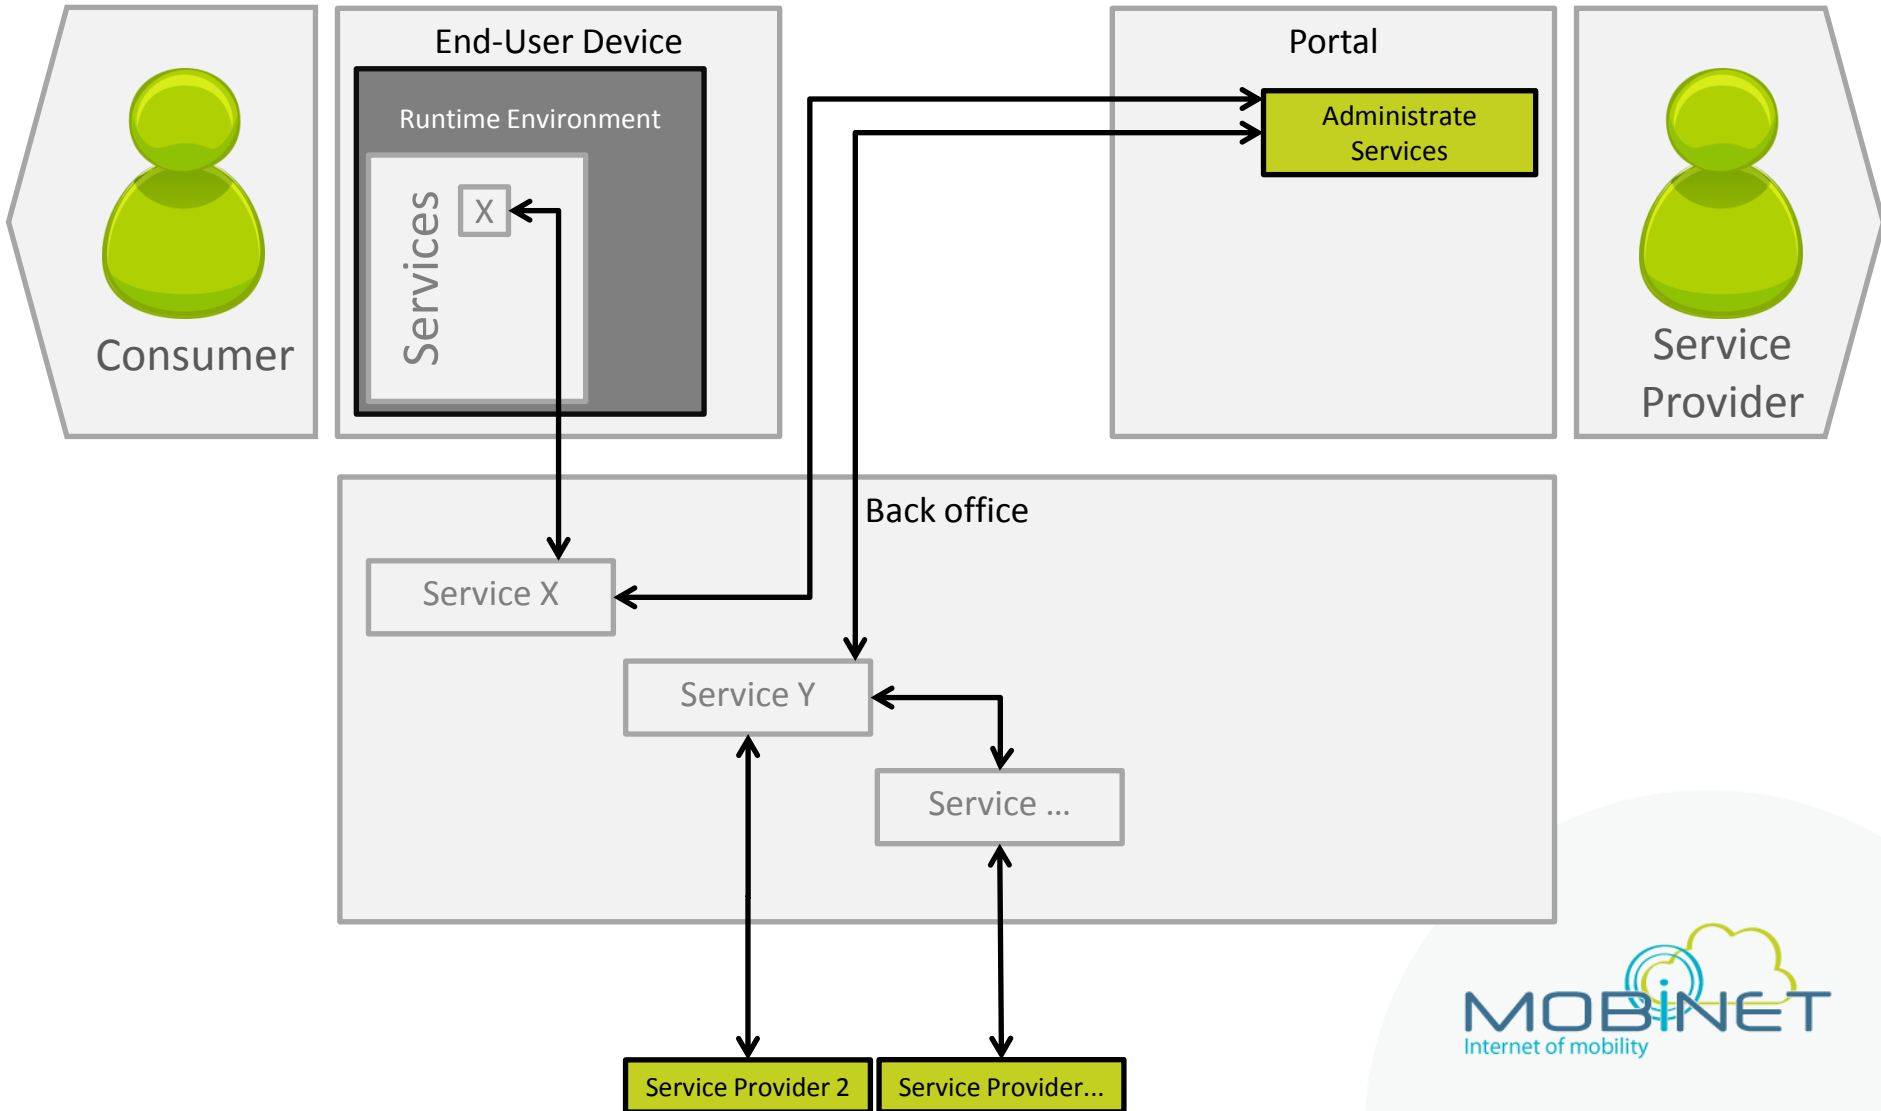 End-User Device
Portal
Runtime Environment
Administrate
Services
X
Services
Consumer
Service
Provider
Back office
Service X
Service Y
Service ...
MOBiNET
Internet of mobility
Service Provider 2
Service Provider...